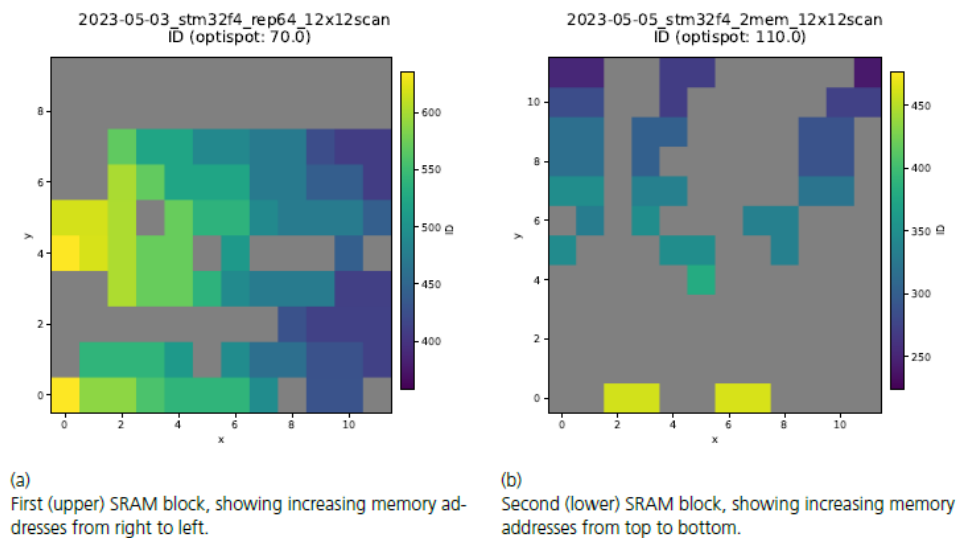 2023-05-03_stm32f4_rep64_12x12scan
ID (optispot: 70.0)
8
6
4
2
0
y
0 2 4 6 8 10
x
600
550
500
450
400
ID
2023-05-05_stm32f4_2mem_12x12scan
ID (optispot: 110.0)
10
8
6
4
2
0
y
0 2 4 6 8 10
x
450
400
350
300
250
ID
(a)
First (upper) SRAM block, showing increasing memory ad-
dresses from right to left.
(b)
Second (lower) SRAM block, showing increasing memory
addresses from top to bottom.